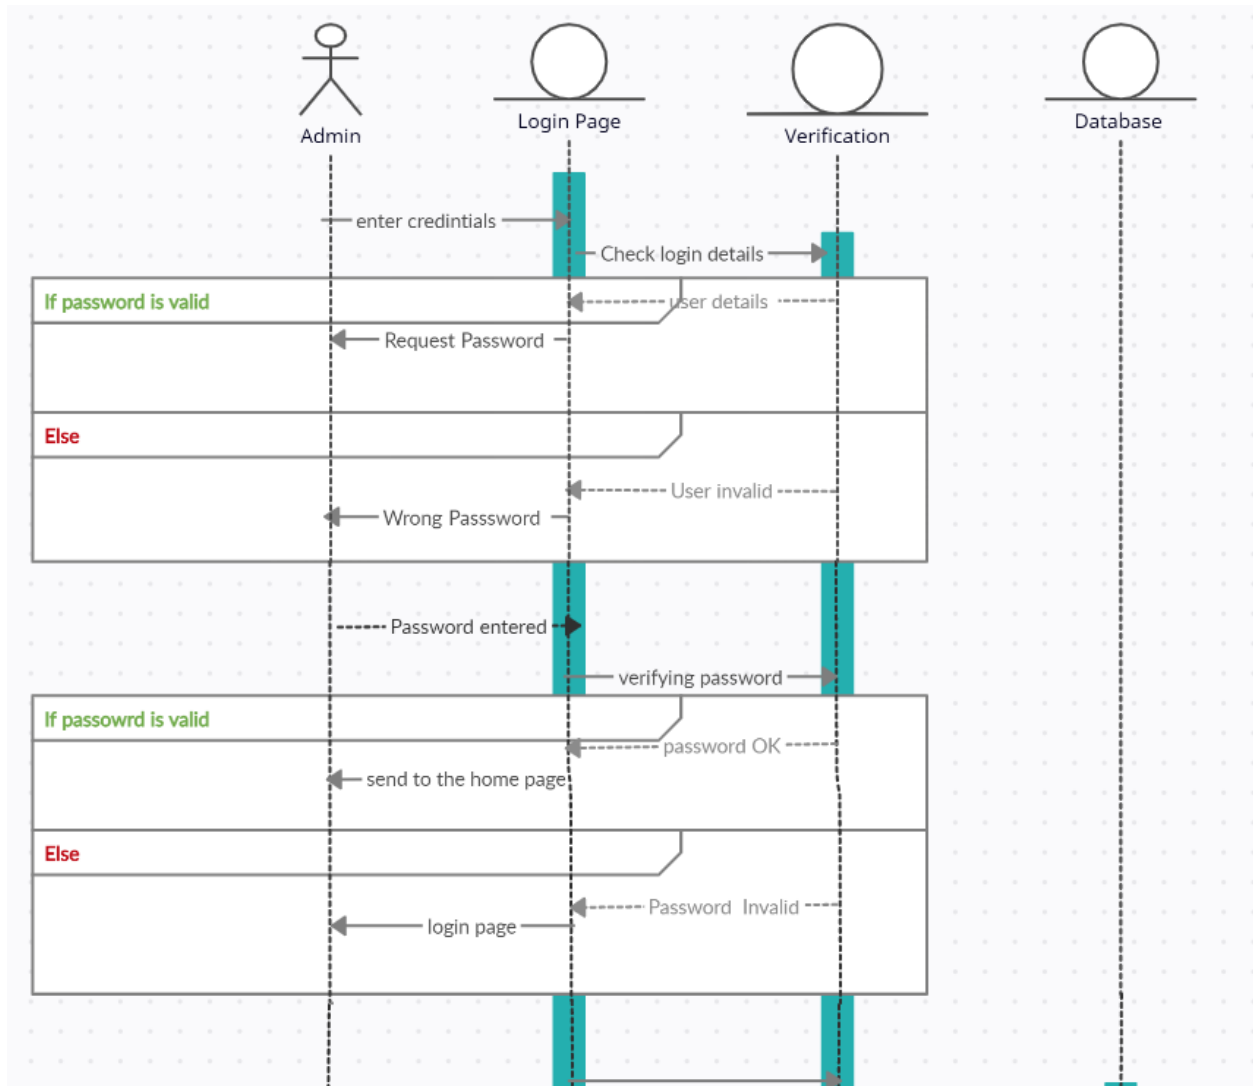 Admin
Login Page
Verification
Database
enter credintials
Check login details
If password is valid
user details
Request Password
Else
User invalid
Wrong Passsword
Password entered
verifying password
If passowrd is valid
password OK
send to the home page
Else
Password Invalid
login page